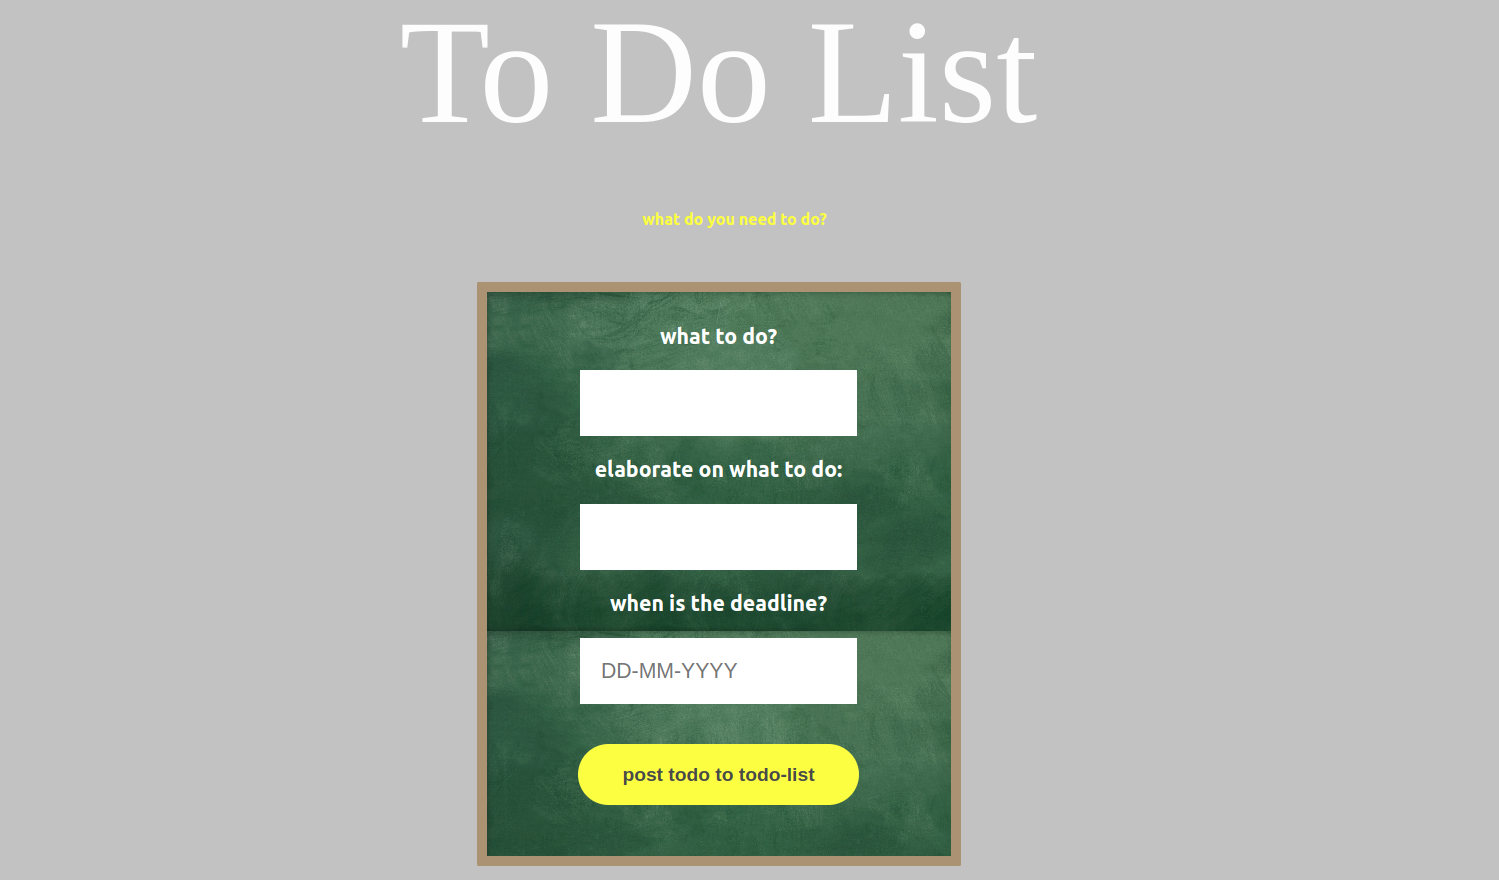 To Do List
what do you need to do?
what to do?
elaborate on what to do:
when is the deadline?
DD-MM-YYYY
post todo to todo-list